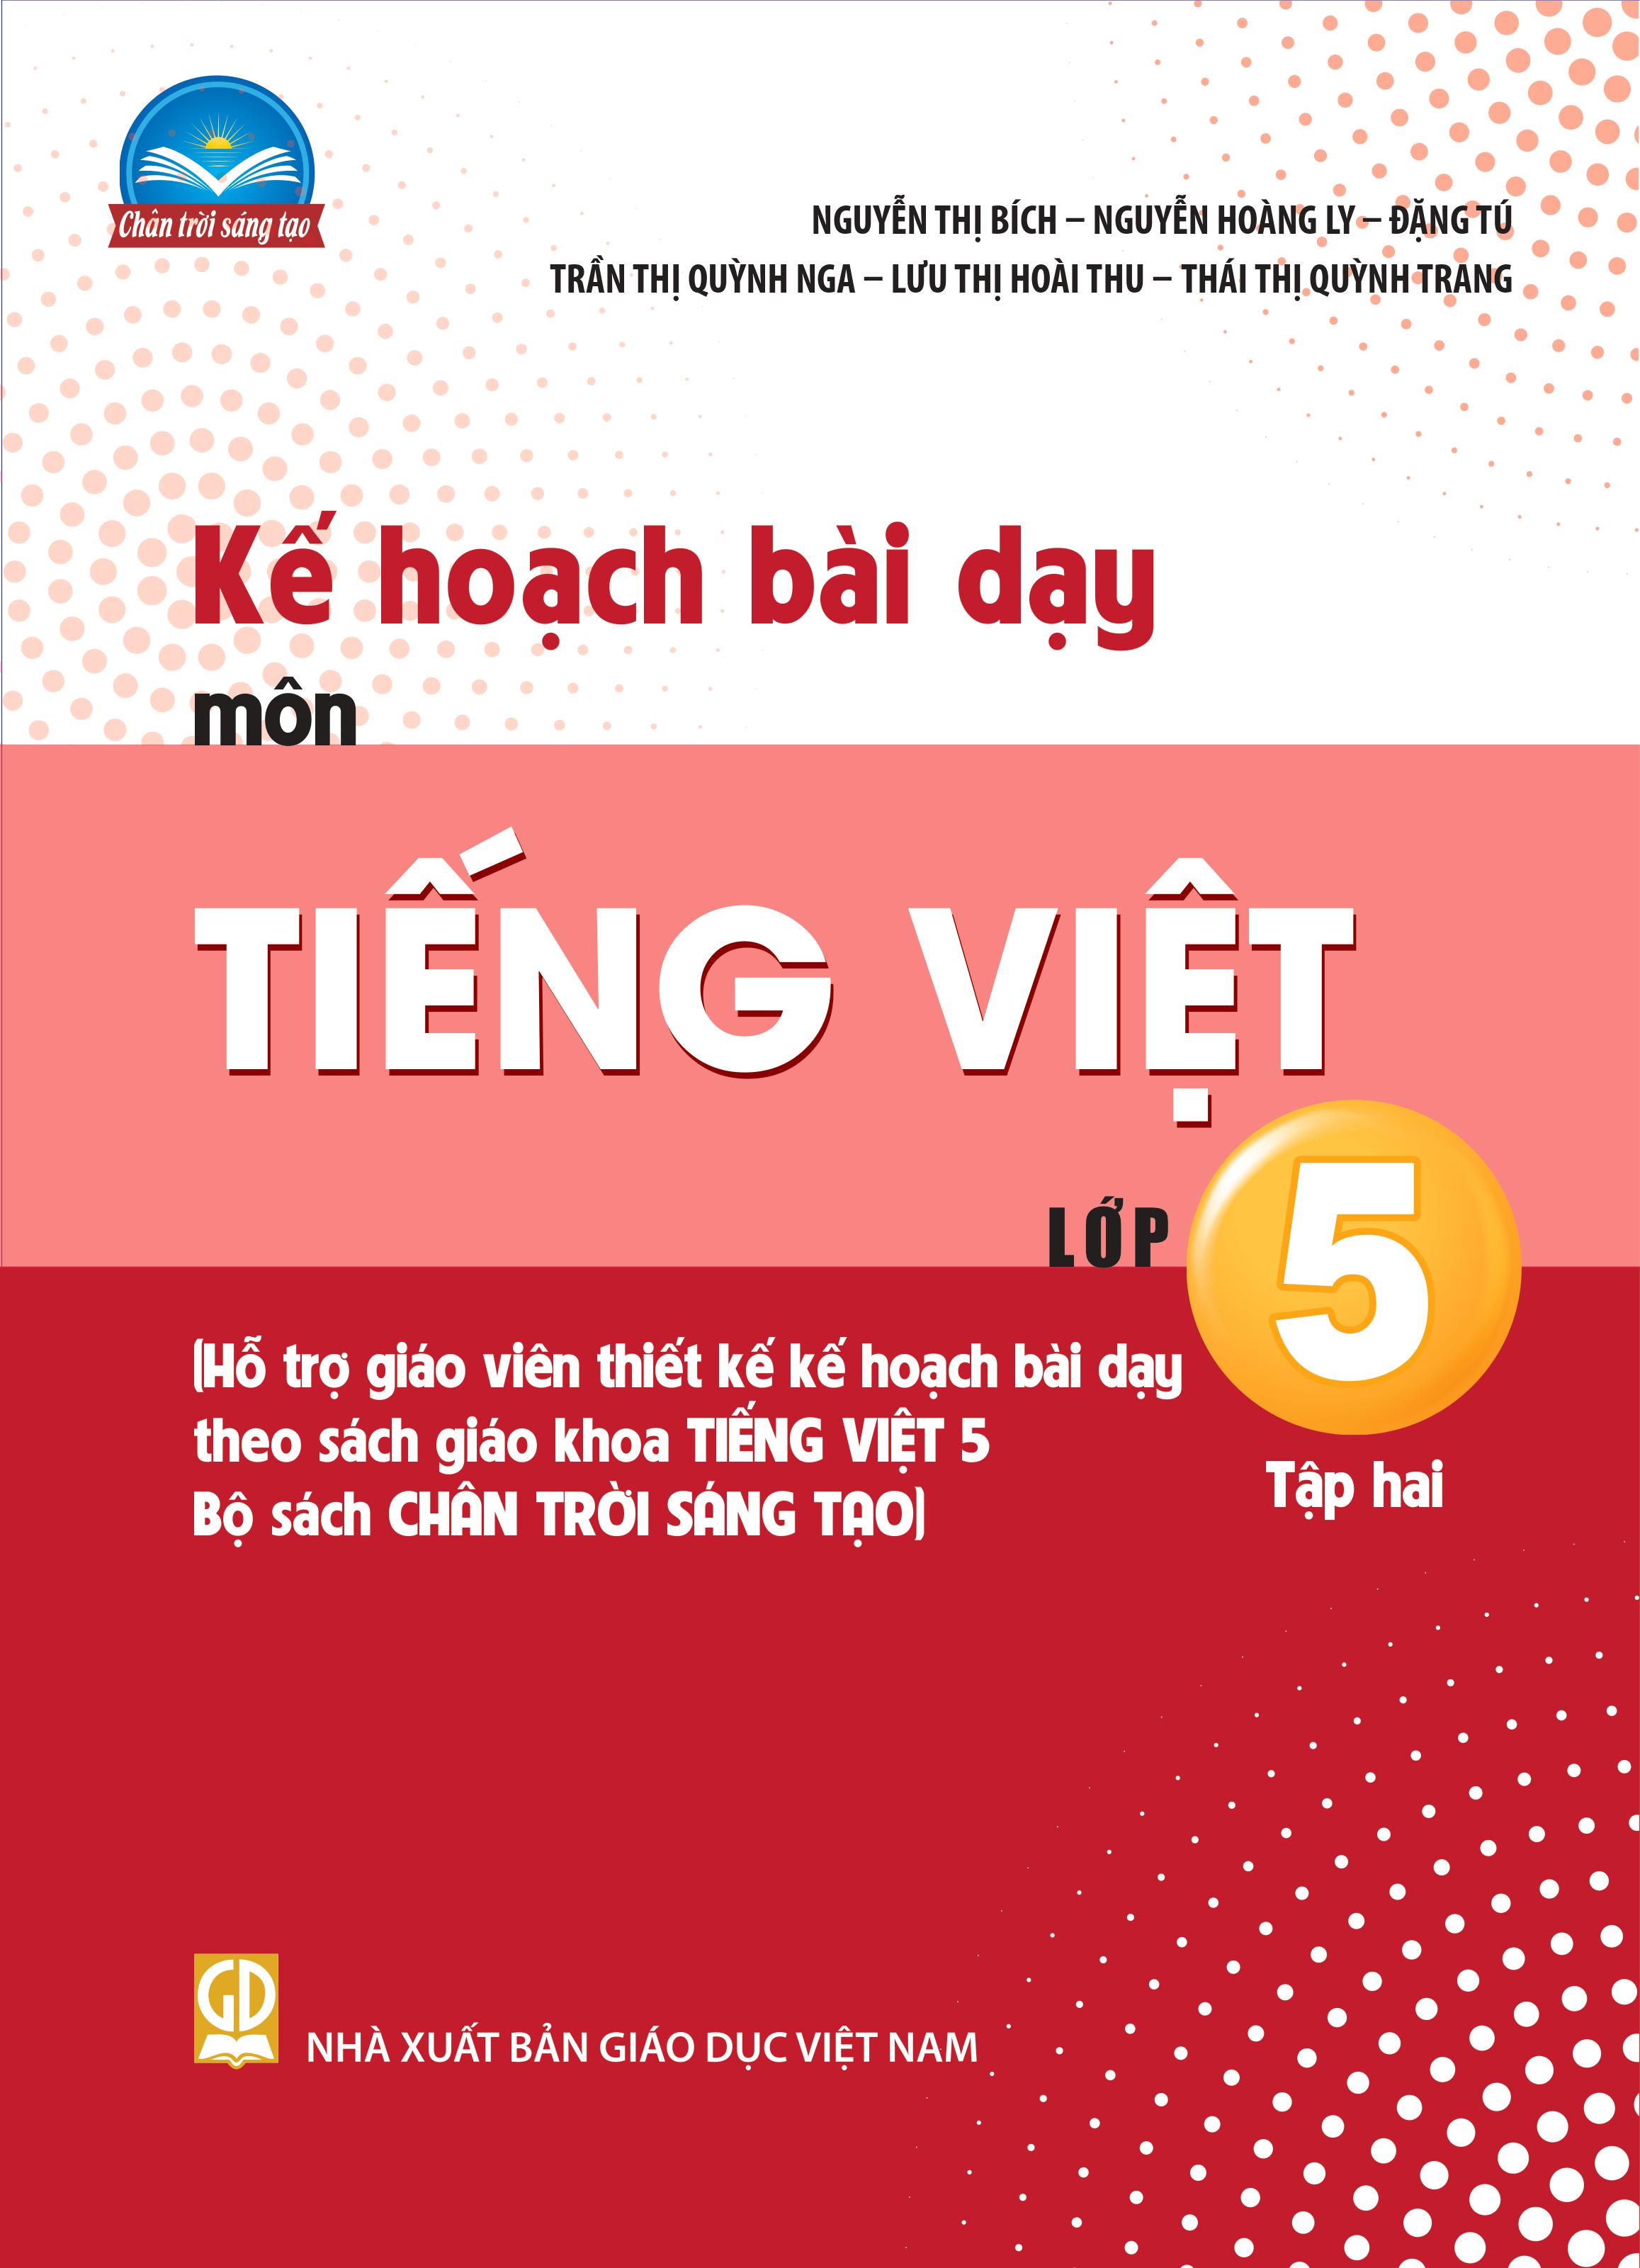 Chân trời sáng tạo
NGUYỄN THỊ BÍCH – NGUYỄN HOÀNG LY – ĐẶNG TÚ
TRẦN THỊ QUỲNH NGA – LƯU THỊ HOÀI THU – THÁI THỊ QUỲNH TRANG
Kế hoạch bài dạy
môn
TIẾNG VIỆT
LỚP 5
(Hỗ trợ giáo viên thiết kế kế hoạch bài dạy
theo sách giáo khoa TIẾNG VIỆT 5
Bộ sách CHÂN TRỜI SÁNG TẠO)
Tập hai
GD
NHÀ XUẤT BẢN GIÁO DỤC VIỆT NAM